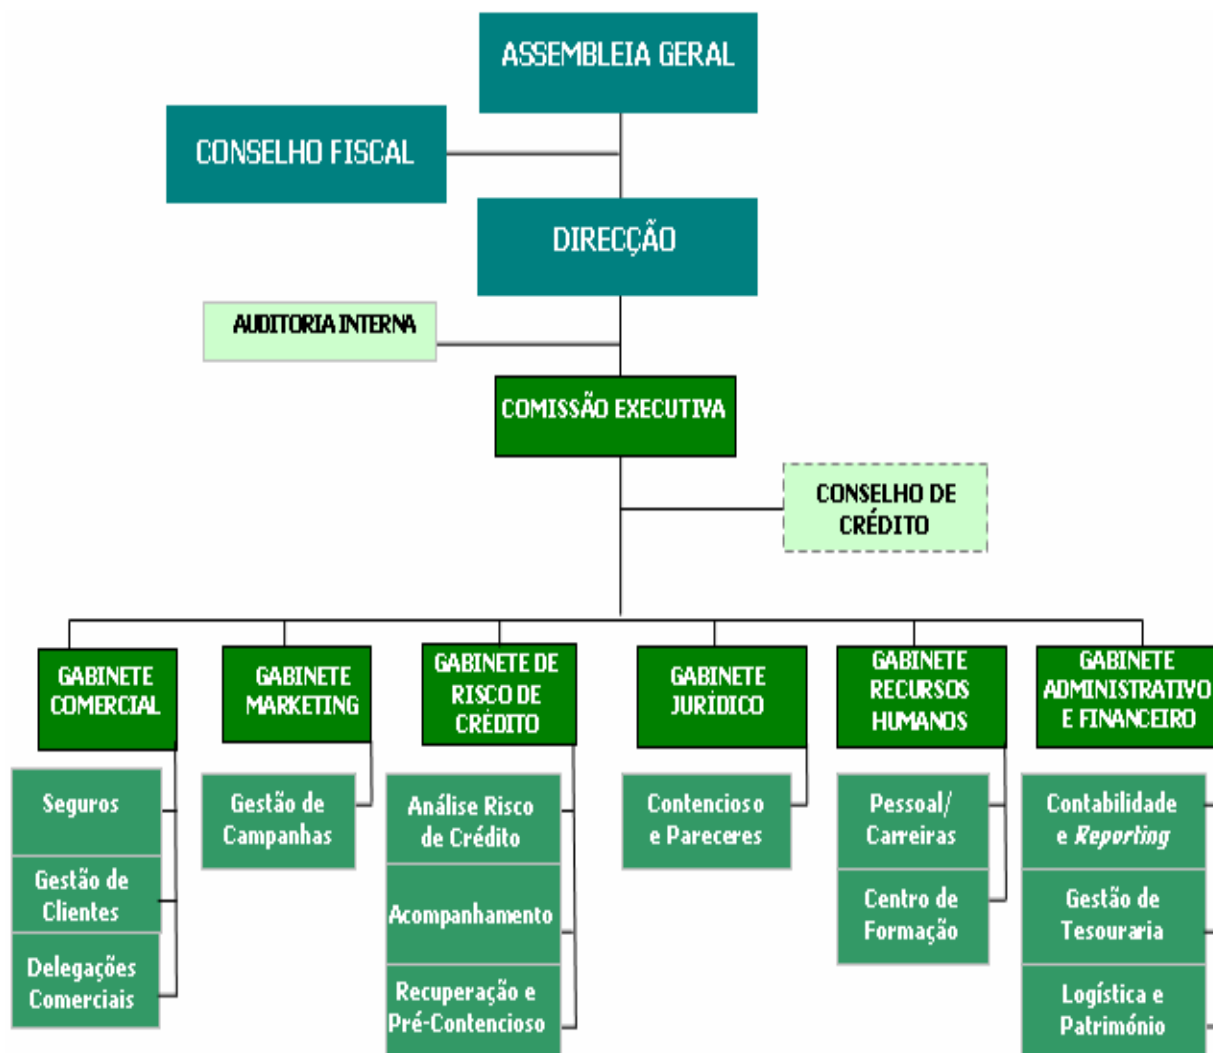 ASSEMBLEIA GERAL
CONSELHO FISCAL
DIRECÇÃO
AUDITORIA INTERNA
COMISSÃO EXECUTIVA
CONSELHO DE
CRÉDITO
GABINETE
COMERCIAL
GABINETE
MARKETING
GABINETE DE
RISCO DE
CRÉDITO
GABINETE
JURÍDICO
GABINETE
RECURSOS
HUMANOS
GABINETE
ADMINISTRATIVO
E FINANCEIRO
Seguros
Gestão de
Clientes
Delegações
Comerciais
Gestão de
Campanhas
Análise Risco
de Crédito
Acompanhamento
Recuperação e
Pré-Contencioso
Contencioso
e Pareceres
Pessoal/
Carreiras
Centro de
Formação
Contabilidade
e Reporting
Gestão de
Tesouraria
Logística e
Património